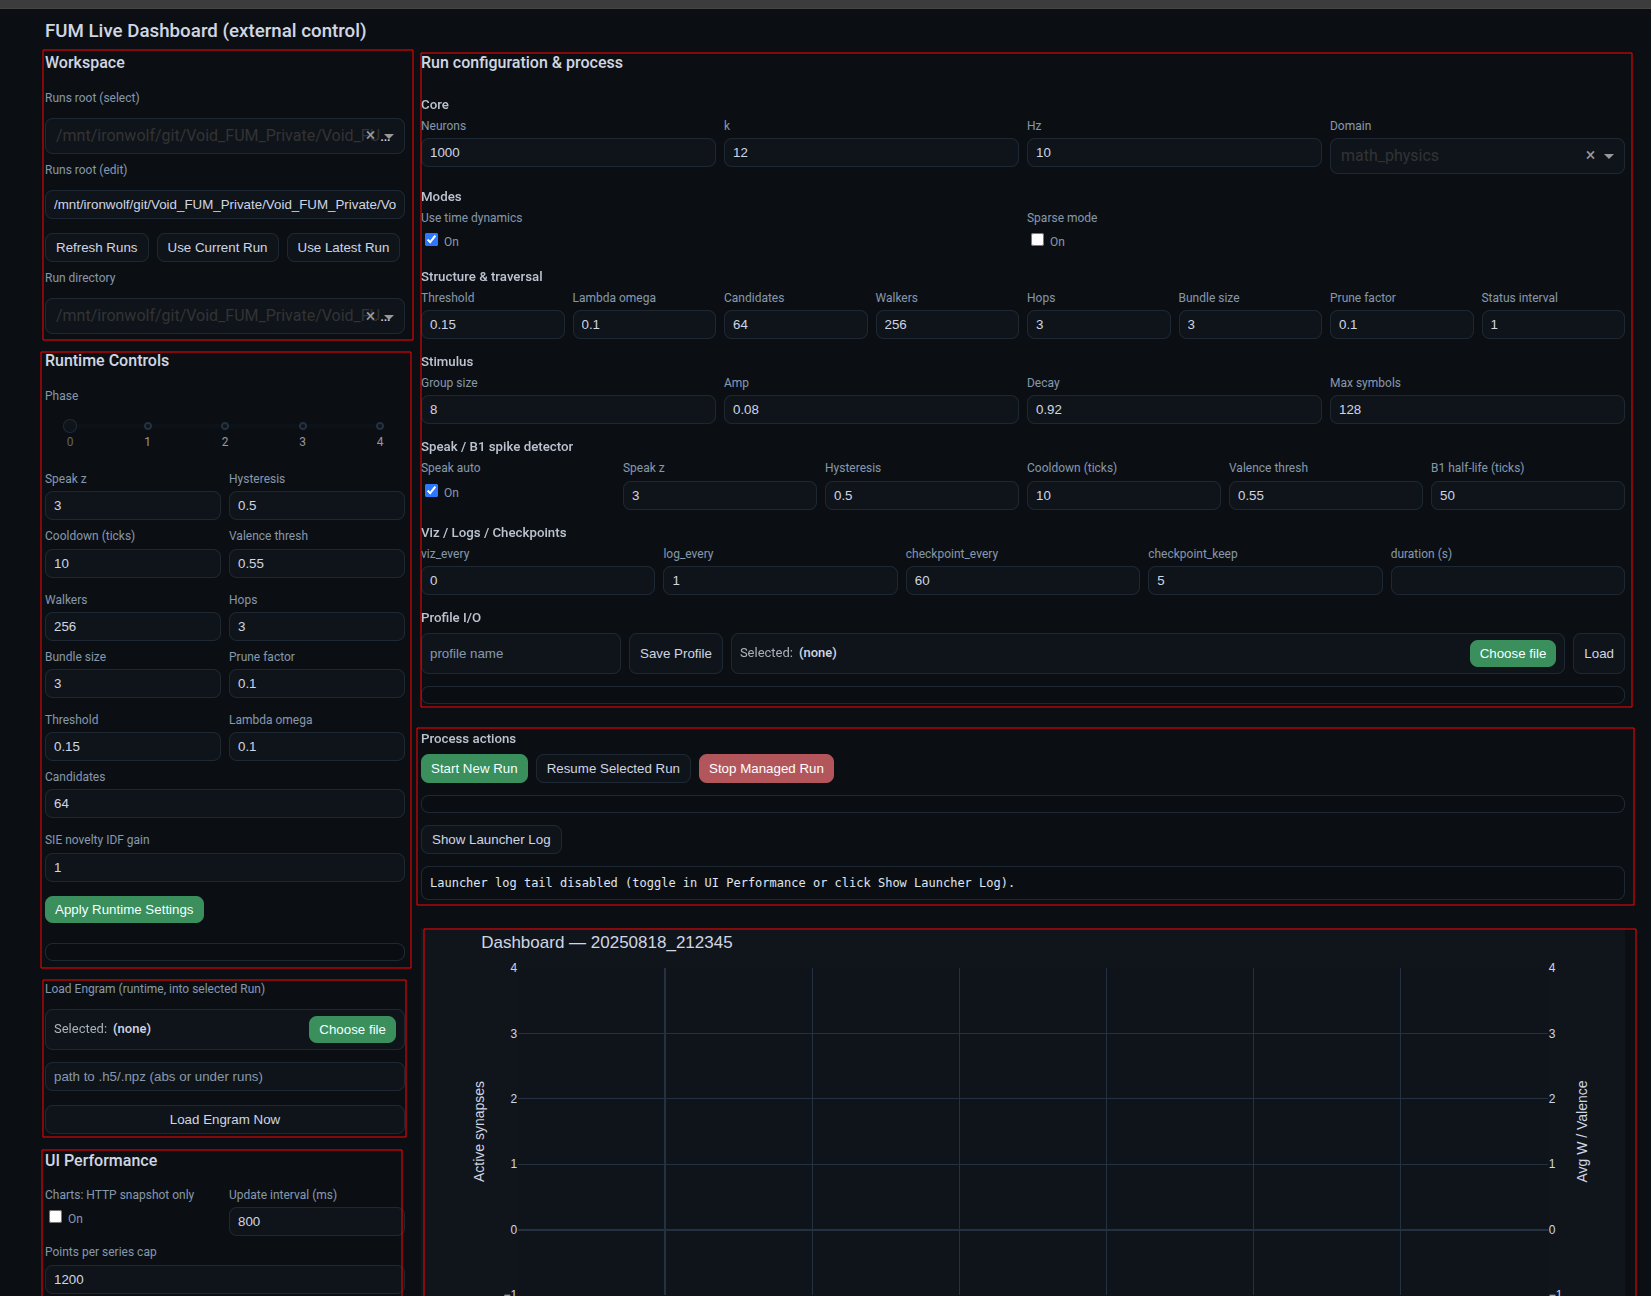 FUM Live Dashboard (external control)
Workspace
Runs root (select)
/mnt/ironwolf/git/Void_FUM_Private/Void_FU...
Runs root (edit)
/mnt/ironwolf/git/Void_FUM_Private/Void_FUM_Private/Vo
Refresh Runs
Use Current Run
Use Latest Run
Run directory
/mnt/ironwolf/git/Void_FUM_Private/Void_FU...
Runtime Controls
Phase
0 1 2 3 4
Speak z Hysteresis
3 0.5
Cooldown (ticks) Valence thresh
10 0.55
Walkers Hops
256 3
Bundle size Prune factor
3 0.1
Threshold Lambda omega
0.15 0.1
Candidates
64
SIE novelty IDF gain
1
Apply Runtime Settings
Load Engram (runtime, into selected Run)
Selected: (none) Choose file
path to .h5/.npz (abs or under runs)
Load Engram Now
UI Performance
Charts: HTTP snapshot only Update interval (ms)
On 800
Points per series cap
1200
Run configuration & process
Core
Neurons k Hz Domain
1000 12 10 math_physics ×
Modes
Use time dynamics Sparse mode
On On
Structure & traversal
Threshold Lambda omega Candidates Walkers Hops Bundle size Prune factor Status interval
0.15 0.1 64 256 3 3 0.1 1
Stimulus
Group size Amp Decay Max symbols
8 0.08 0.92 128
Speak / B1 spike detector
Speak auto Speak z Hysteresis Cooldown (ticks) Valence thresh B1 half-life (ticks)
On 3 0.5 10 0.55 50
Viz / Logs / Checkpoints
viz_every log_every checkpoint_every checkpoint_keep duration (s)
0 1 60 5
Profile I/O
profile name Save Profile Selected: (none) Choose file Load
Process actions
Start New Run Resume Selected Run Stop Managed Run
Show Launcher Log
Launcher log tail disabled (toggle in UI Performance or click Show Launcher Log).
Dashboard — 20250818_212345
4 4
3 3
2 2
1 1
0 0
−1 −1
Active synapses
Avg W / Valence